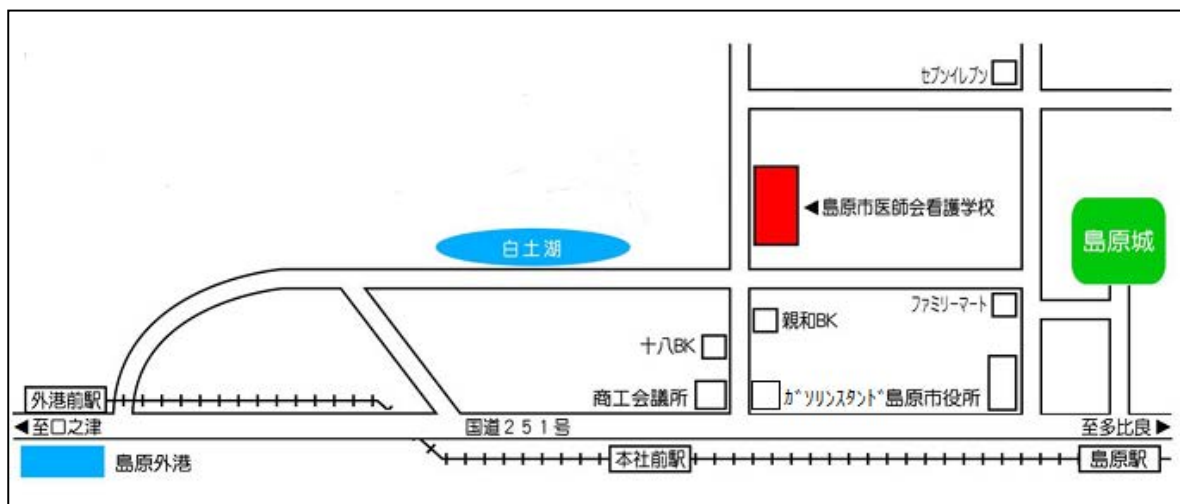 セブンイレブン
◀島原市医師会看護学校
白土湖
島原城
ファミリーマート
親和BK
十八BK
商工会議所
ガソリンスタンド
島原市役所
外港前駅
◀至口之津
国道251号
至多比良▶
島原外港
本社前駅
島原駅